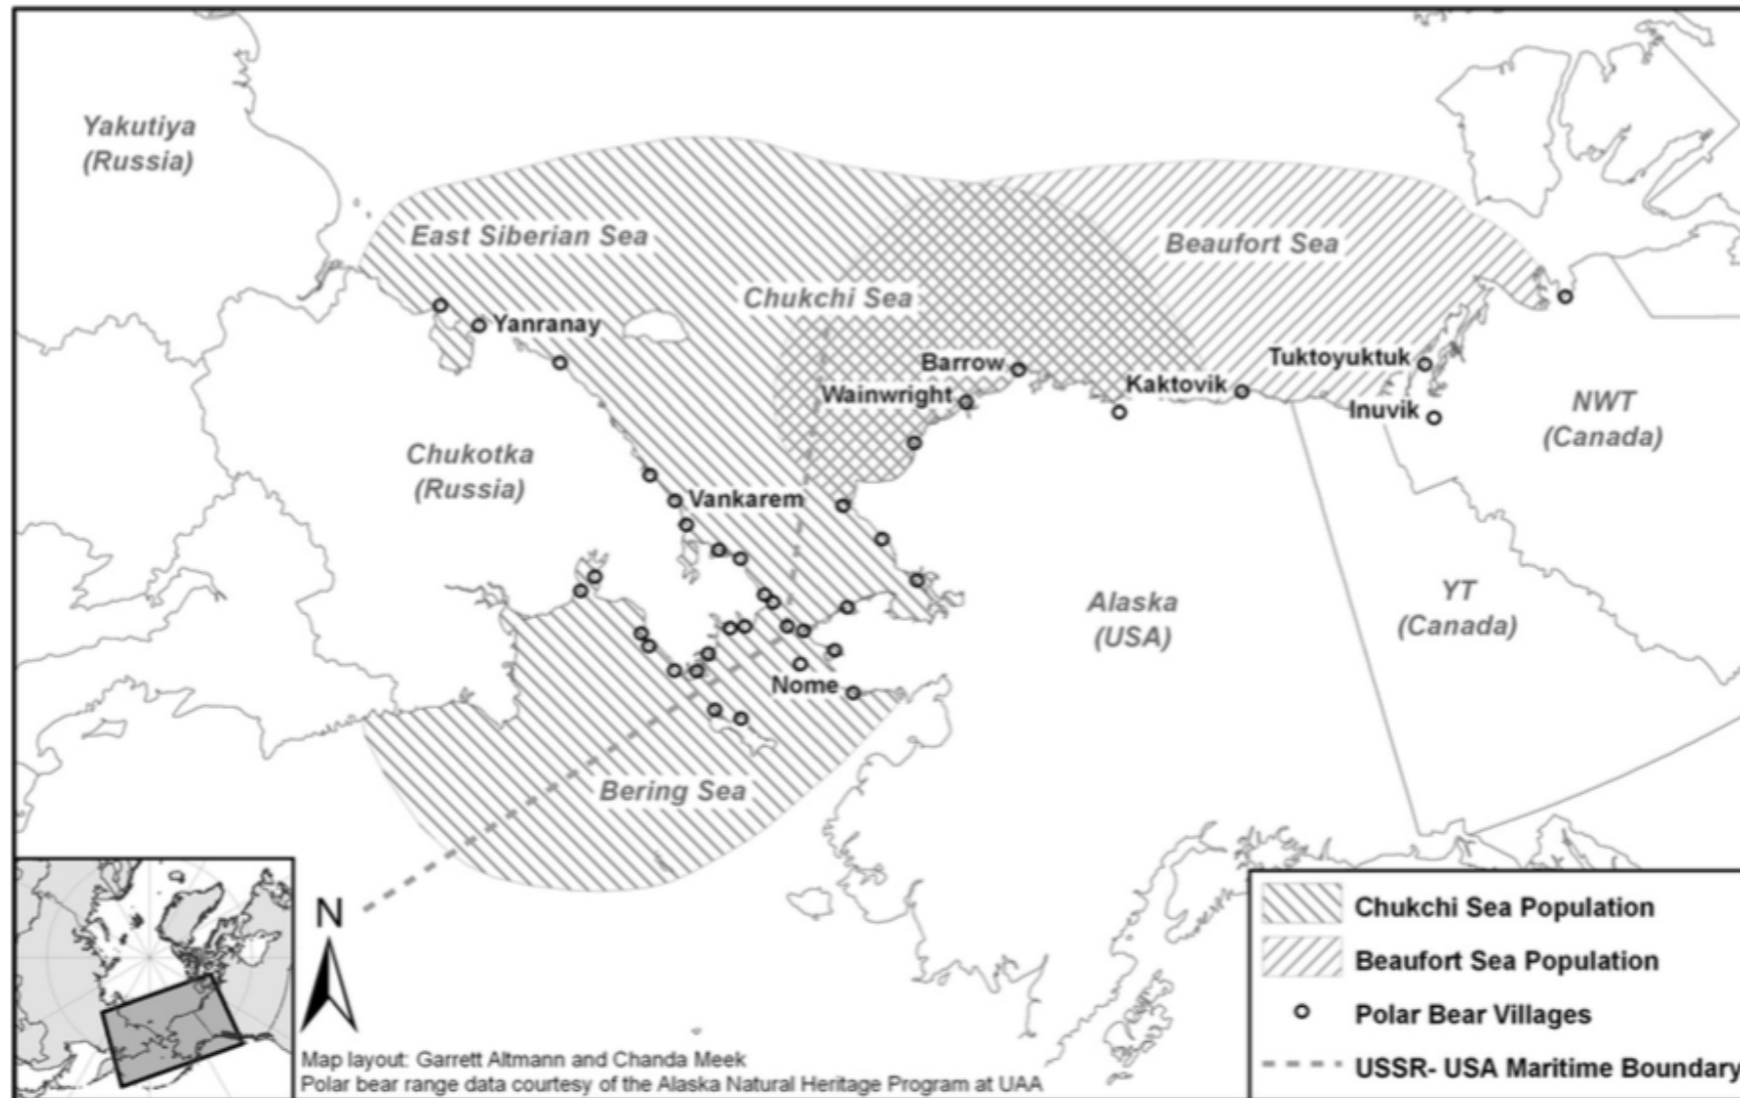 Yakutiya
(Russia)
East Siberian Sea
Beaufort Sea
Chukchi Sea
Yanranay
Barrow
Tuktoyuktuk
Kaktovik
Wainwright
Inuvik
NWT
(Canada)
Chukotka
(Russia)
Vankarem
Alaska
(USA)
YT
(Canada)
Nome
Bering Sea
N
Chukchi Sea Population
Beaufort Sea Population
Polar Bear Villages
USSR- USA Maritime Boundary
Map layout: Garrett Altmann and Chanda Meek
Polar bear range data courtesy of the Alaska Natural Heritage Program at UAA